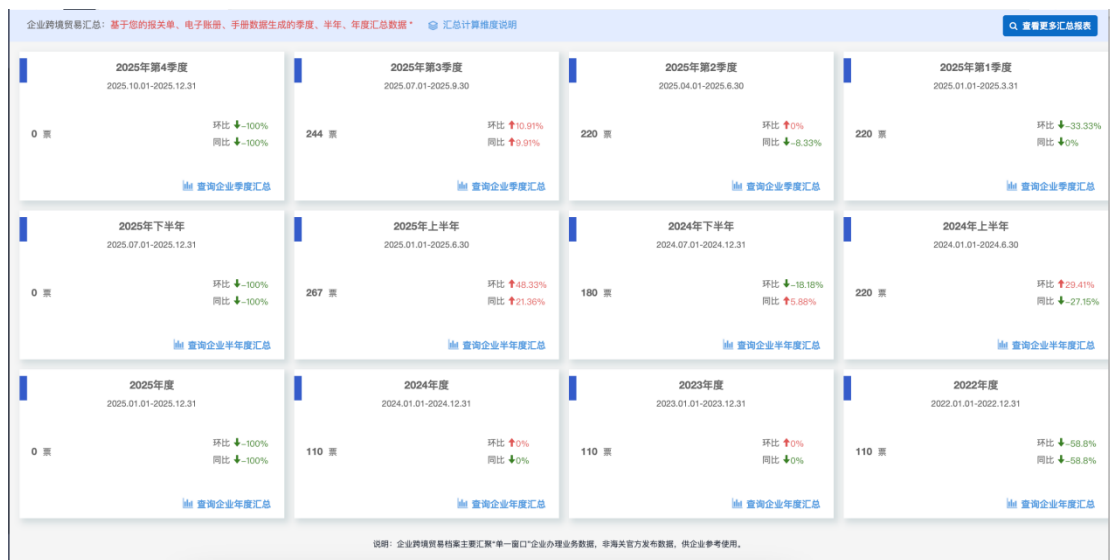 企业跨境贸易汇总：基于您的报关单、电子账册、手册数据生成的季度、半年、年度汇总数据 * 汇总计算维度说明 查看更多汇总报表
2025年第4季度 2025年第3季度 2025年第2季度 2025年第1季度
2025.10.01-2025.12.31 2025.07.01-2025.9.30 2025.04.01-2025.6.30 2025.01.01-2025.3.31
环比 ↓-100% 环比 ↑10.91% 环比 ↑0% 环比 ↓-33.33%
0 票 244 票 220 票 220 票
同比 ↓-100% 同比 ↑9.91% 同比 ↓-8.33% 同比 ↓0%
查询企业季度汇总 查询企业季度汇总 查询企业季度汇总 查询企业季度汇总
2025年下半年 2025年上半年 2024年下半年 2024年上半年
2025.07.01-2025.12.31 2025.01.01-2025.6.30 2024.07.01-2024.12.31 2024.01.01-2024.6.30
环比 ↓-100% 环比 ↑48.33% 环比 ↓-18.18% 环比 ↑29.41%
0 票 267 票 180 票 220 票
同比 ↓-100% 同比 ↑21.36% 同比 ↑5.88% 同比 ↓-27.15%
查询企业半年度汇总 查询企业半年度汇总 查询企业半年度汇总 查询企业半年度汇总
2025年度 2024年度 2023年度 2022年度
2025.01.01-2025.12.31 2024.01.01-2024.12.31 2023.01.01-2023.12.31 2022.01.01-2022.12.31
环比 ↓-100% 环比 ↑0% 环比 ↑0% 环比 ↓-58.8%
0 票 110 票 110 票 110 票
同比 ↓-100% 同比 ↓0% 同比 ↓0% 同比 ↓-58.8%
查询企业年度汇总 查询企业年度汇总 查询企业年度汇总 查询企业年度汇总
说明：企业跨境贸易档案主要汇聚“单一窗口”企业办理业务数据，非海关官方发布数据，供企业参考使用。